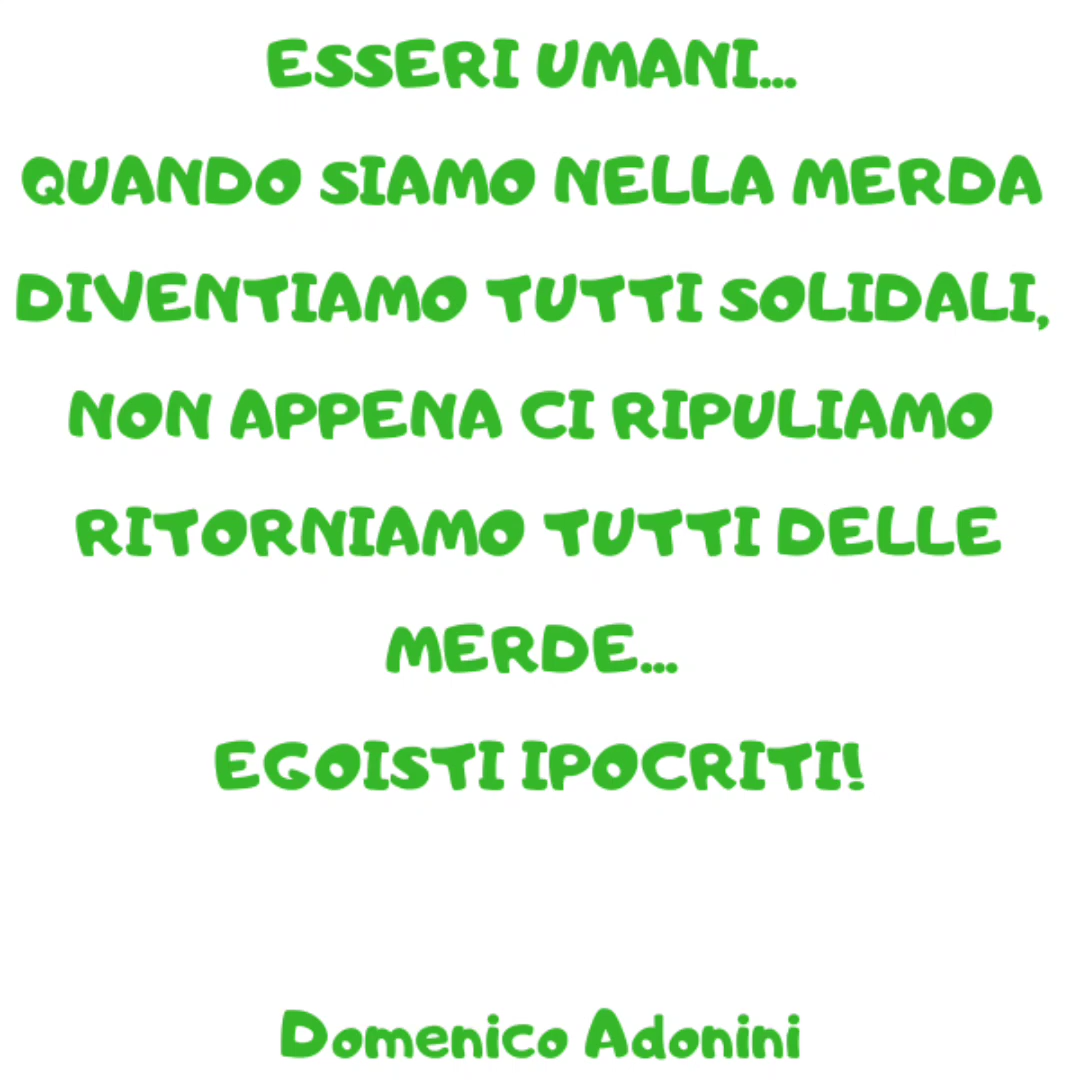 ESSERI UMANI...
QUANDO SIAMO NELLA MERDA
DIVENTIAMO TUTTI SOLIDALI,
NON APPENA CI RIPULIAMO
RITORNIAMO TUTTI DELLE
MERDE...
EGOISTI IPOCRITI!
Domenico Adonini